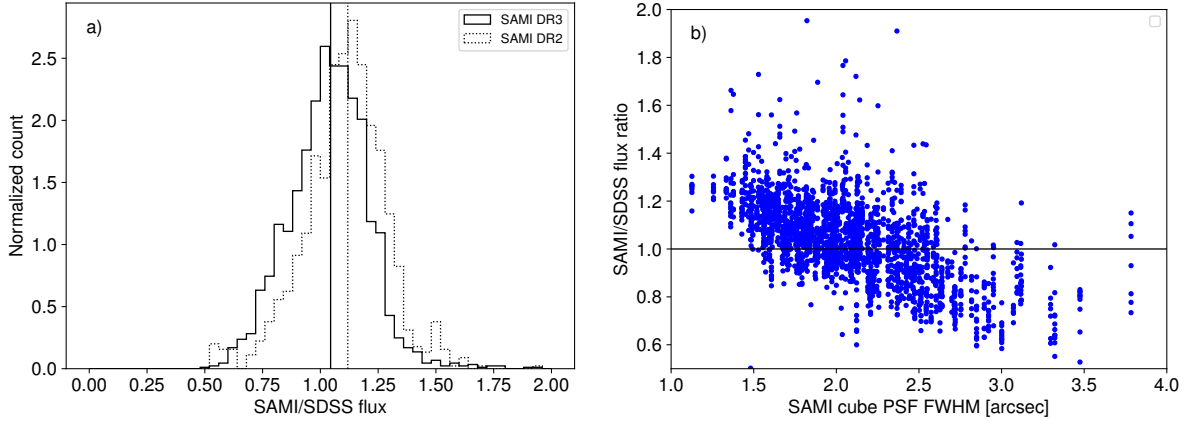 a)
SAMI DR3
SAMI DR2
Normalized count
2.5
2.0
1.5
1.0
0.5
0.0
0.00 0.25 0.50 0.75 1.00 1.25 1.50 1.75 2.00
SAMI/SDSS flux
b)
SAMI/SDSS flux ratio
2.0
1.8
1.6
1.4
1.2
1.0
0.8
0.6
1.0 1.5 2.0 2.5 3.0 3.5 4.0
SAMI cube PSF FWHM [arcsec]